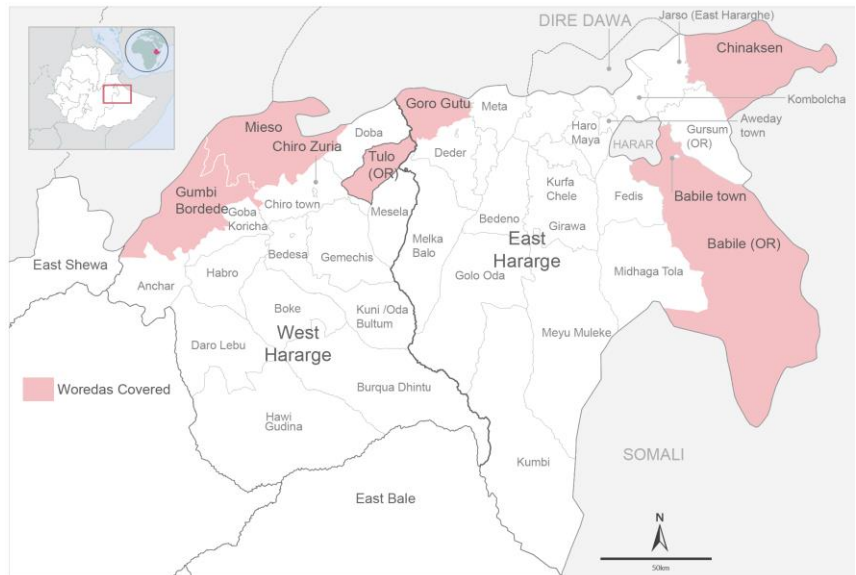 DIRE DAWA
Jarso (East Hararghe)
Chinaksen
Goro Gutu
Meta
Kombolcha
Mieso
Doba
Aweday
town
Chiro Zuria
Haro
Maya
HARAR
Gursum
(OR)
Tulo
(OR)
Deder
Gumbi
Bordede
Goba
Koricha
Chiro town
Mesela
Kurfa
Chele
Fedis
Babile town
Bedeno
Girawa
East
Hararge
Melka
Balo
Babile (OR)
East Shewa
Anchar
Habro
Bedesa
Gemechis
Golo Oda
Midhaga Tola
Boke
Kuni /Oda
Bultum
West
Hararge
Daro Lebu
Meyu Muleke
Woredas Covered
Burqua Dhintu
Hawi
Gudina
Kumbi
SOMALI
East Bale
N
50km